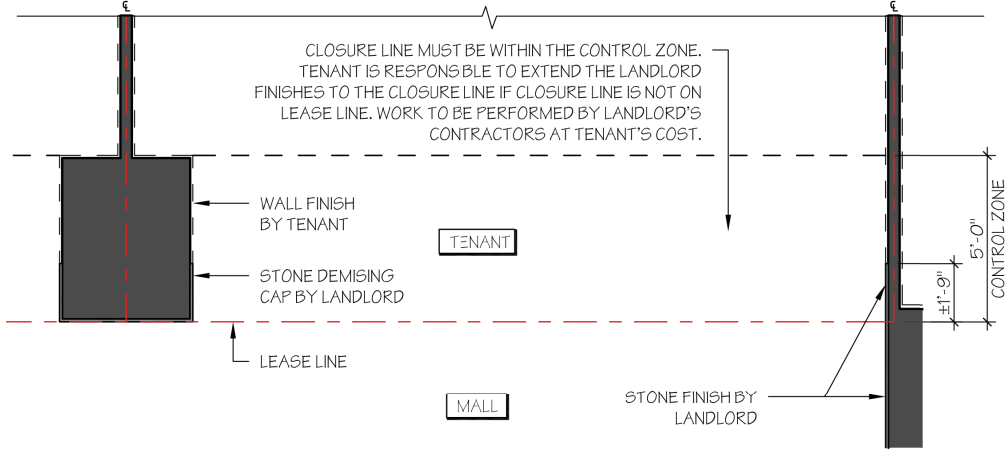 ℄
℄
CLOSURE LINE MUST BE WITHIN THE CONTROL ZONE.
TENANT IS RESPONS BLE TO EXTEND THE LANDLORD
FINISHES TO THE CLOSURE LINE IF CLOSURE LINE IS NOT ON
LEASE LINE. WORK TO BE PERFORMED BY LANDLORD'S
CONTRACTORS AT TENANT'S COST.
WALL FINISH
BY TENANT
TENANT
STONE DEMISING
CAP BY LANDLORD
5'-0"
CONTROL ZONE
±1'-9"
LEASE LINE
MALL
STONE FINISH BY
LANDLORD